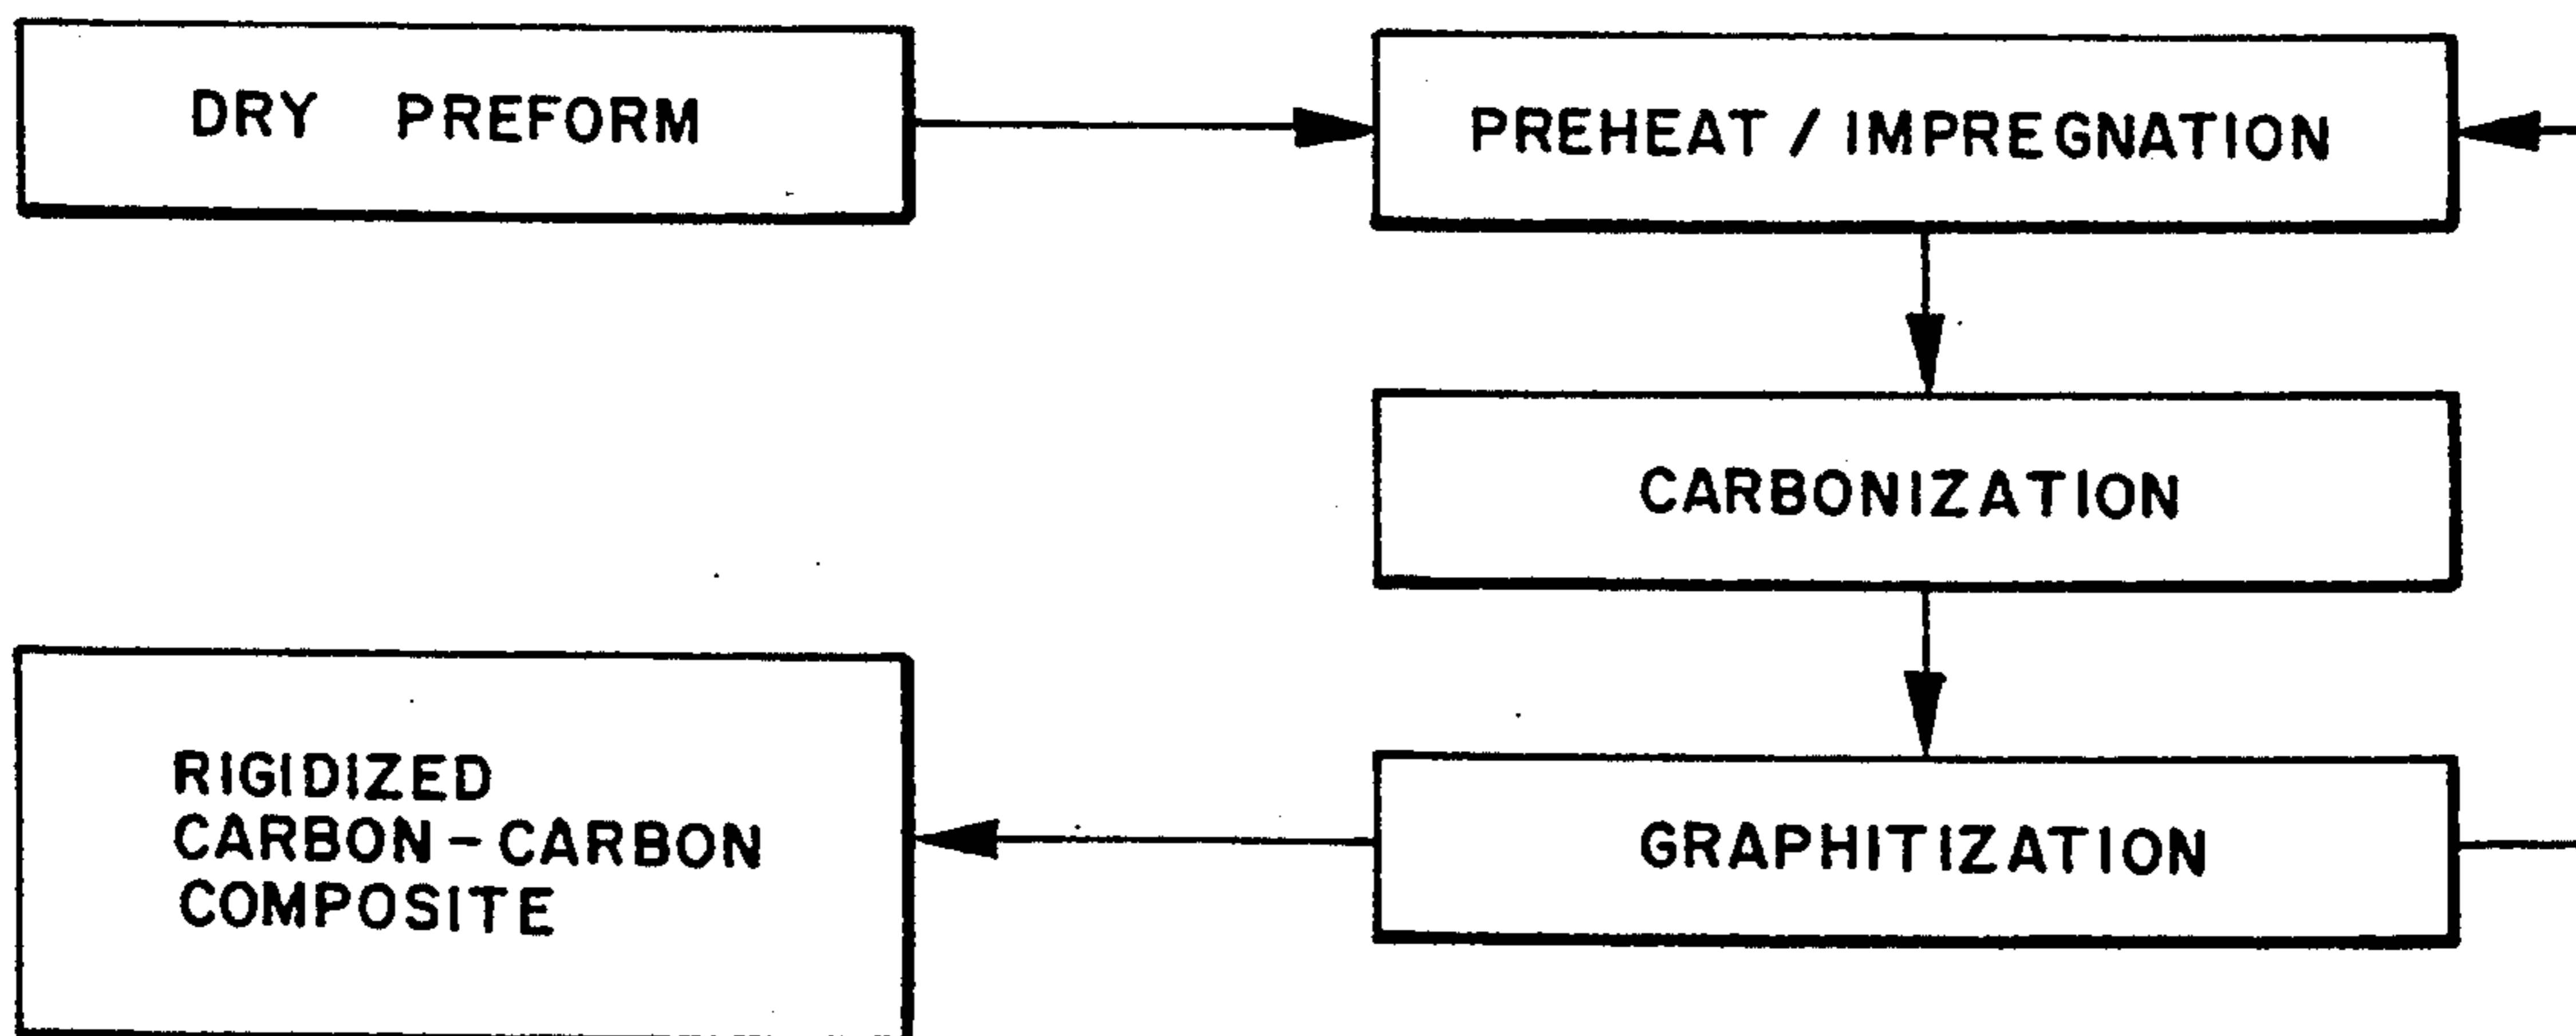 DRY PREFORM
PREHEAT / IMPREGNATION
CARBONIZATION
GRAPHITIZATION
RIGIDIZED
CARBON-CARBON
COMPOSITE